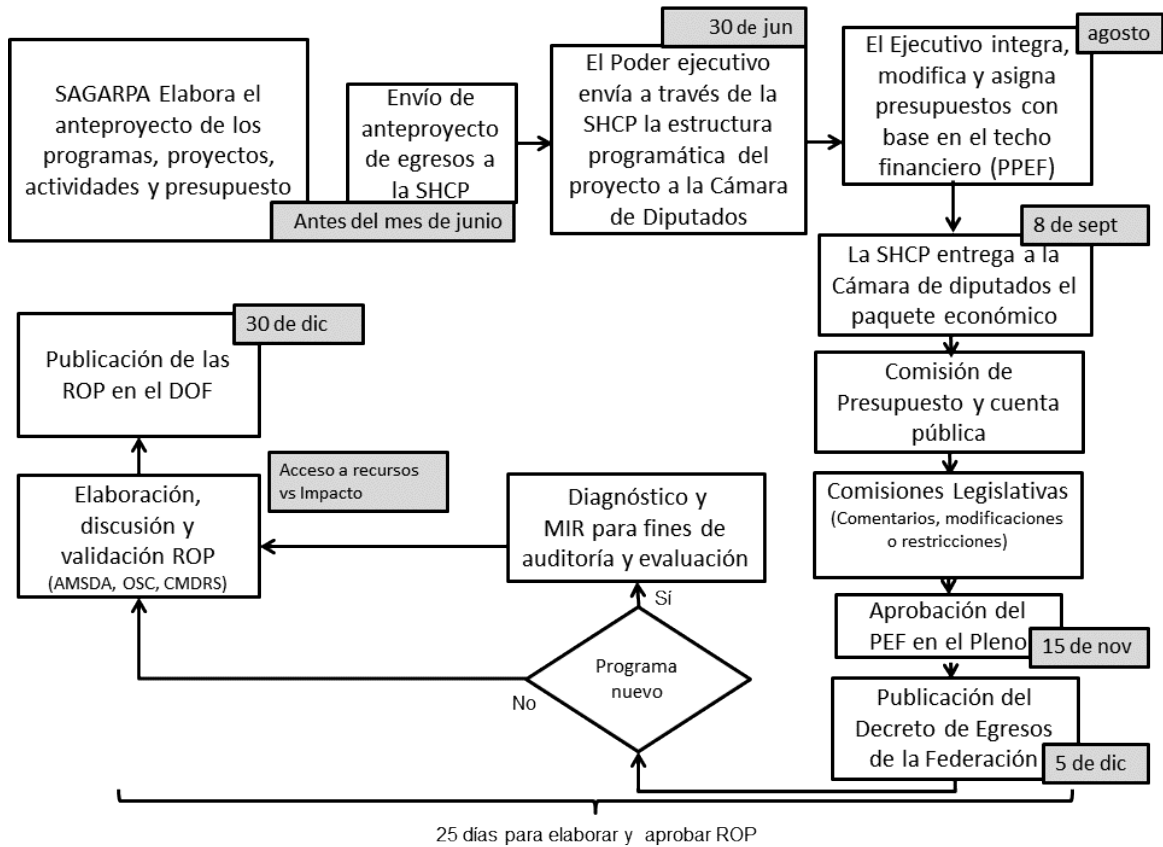 SAGARPA Elabora el
anteproyecto de los
programas, proyectos,
actividades y presupuesto
Envío de
anteproyecto
de egresos a
la SHCP
Antes del mes de junio
30 de jun
El Poder ejecutivo
envía a través de la
SHCP la estructura
programática del
proyecto a la Cámara
de Diputados
agosto
El Ejecutivo integra,
modifica y asigna
presupuestos con
base en el techo
financiero (PPEF)
8 de sept
La SHCP entrega a la
Cámara de diputados el
paquete económico
Comisión de
Presupuesto y cuenta
pública
Comisiones Legislativas
(Comentarios, modificaciones
o restricciones)
Aprobación del
PEF en el Pleno
15 de nov
Publicación del
Decreto de Egresos
de la Federación
5 de dic
Programa
nuevo
Sí
No
Diagnóstico y
MIR para fines de
auditoría y evaluación
Acceso a recursos
vs Impacto
Elaboración,
discusión y
validación ROP
(AMSDA, OSC, CMDRS)
30 de dic
Publicación de las
ROP en el DOF
25 días para elaborar y aprobar ROP